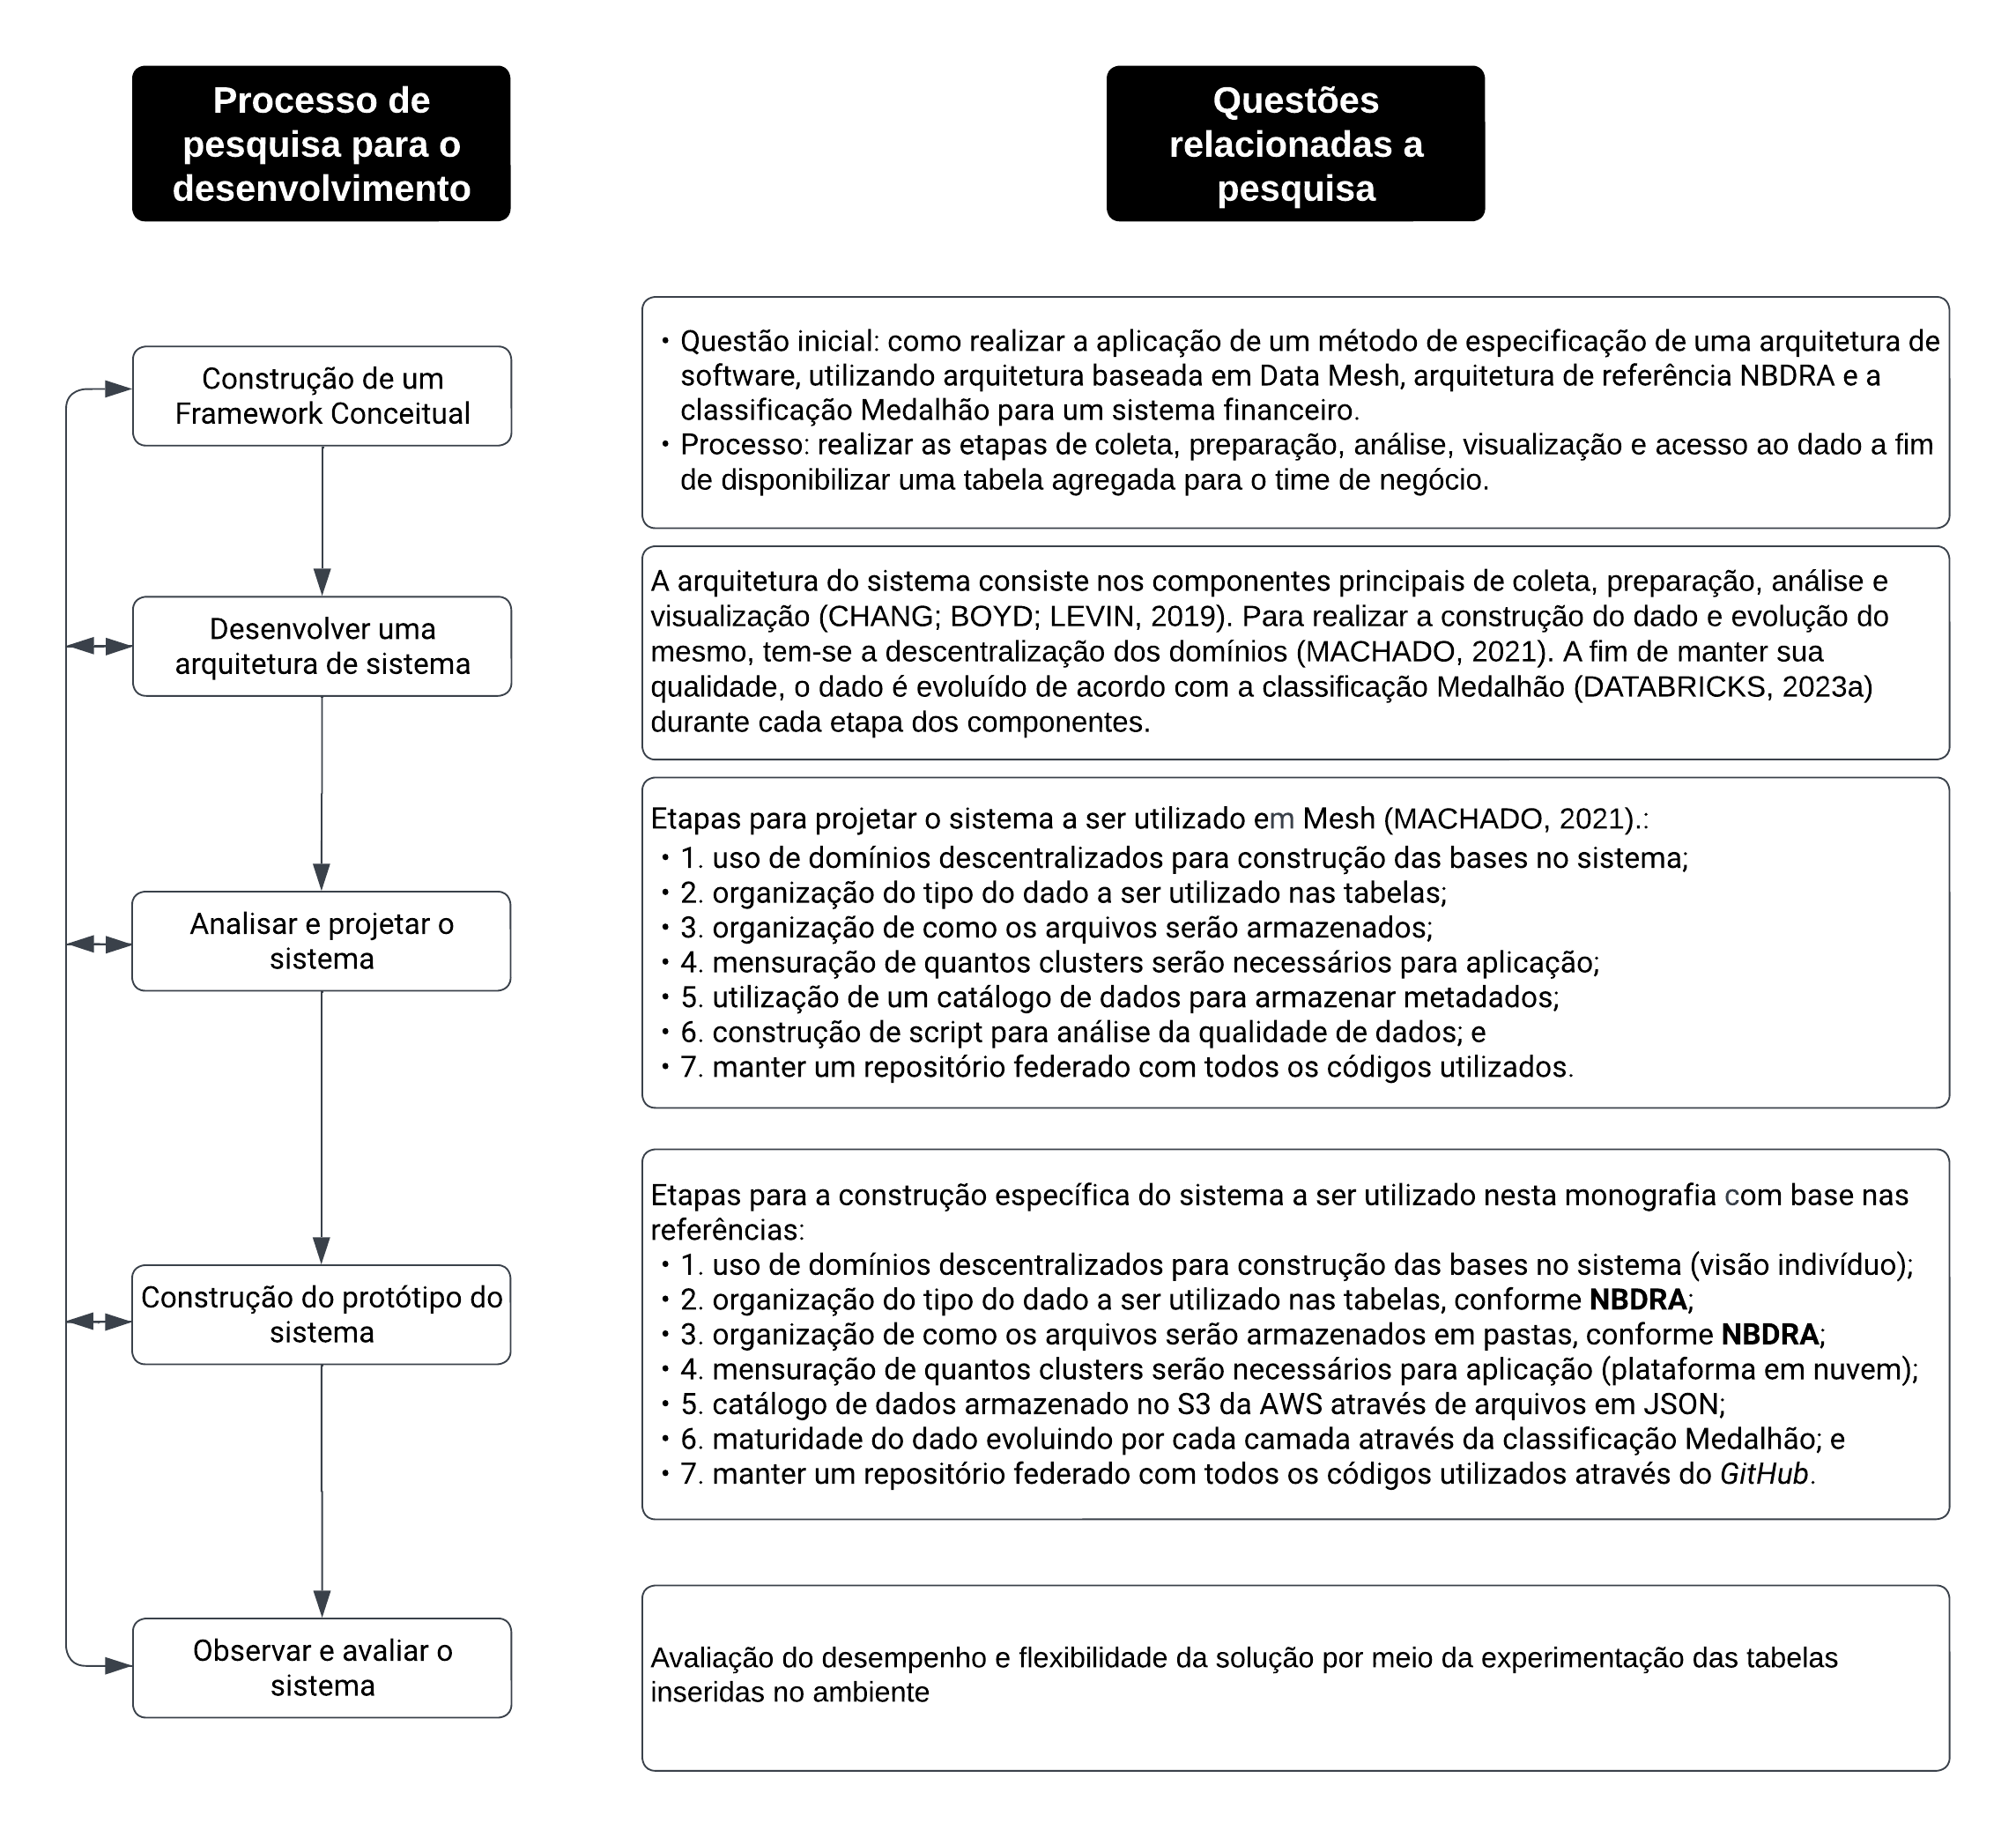 Processo de
pesquisa para o
desenvolvimento
Questões
relacionadas a
pesquisa
Construção de um
Framework Conceitual
• Questão inicial: como realizar a aplicação de um método de especificação de uma arquitetura de
software, utilizando arquitetura baseada em Data Mesh, arquitetura de referência NBDRA e a
classificação Medalhão para um sistema financeiro.
• Processo: realizar as etapas de coleta, preparação, análise, visualização e acesso ao dado a fim
de disponibilizar uma tabela agregada para o time de negócio.
Desenvolver uma
arquitetura de sistema
A arquitetura do sistema consiste nos componentes principais de coleta, preparação, análise e
visualização (CHANG; BOYD; LEVIN, 2019). Para realizar a construção do dado e evolução do
mesmo, tem-se a descentralização dos domínios (MACHADO, 2021). A fim de manter sua
qualidade, o dado é evoluído de acordo com a classificação Medalhão (DATABRICKS, 2023a)
durante cada etapa dos componentes.
Analisar e projetar o
sistema
Etapas para projetar o sistema a ser utilizado em Mesh (MACHADO, 2021).:
• 1. uso de domínios descentralizados para construção das bases no sistema;
• 2. organização do tipo do dado a ser utilizado nas tabelas;
• 3. organização de como os arquivos serão armazenados;
• 4. mensuração de quantos clusters serão necessários para aplicação;
• 5. utilização de um catálogo de dados para armazenar metadados;
• 6. construção de script para análise da qualidade de dados; e
• 7. manter um repositório federado com todos os códigos utilizados.
Construção do protótipo do
sistema
Etapas para a construção específica do sistema a ser utilizado nesta monografia com base nas
referências:
• 1. uso de domínios descentralizados para construção das bases no sistema (visão indivíduo);
• 2. organização do tipo do dado a ser utilizado nas tabelas, conforme NBDRA;
• 3. organização de como os arquivos serão armazenados em pastas, conforme NBDRA;
• 4. mensuração de quantos clusters serão necessários para aplicação (plataforma em nuvem);
• 5. catálogo de dados armazenado no S3 da AWS através de arquivos em JSON;
• 6. maturidade do dado evoluindo por cada camada através da classificação Medalhão; e
• 7. manter um repositório federado com todos os códigos utilizados através do GitHub.
Observar e avaliar o
sistema
Avaliação do desempenho e flexibilidade da solução por meio da experimentação das tabelas
inseridas no ambiente